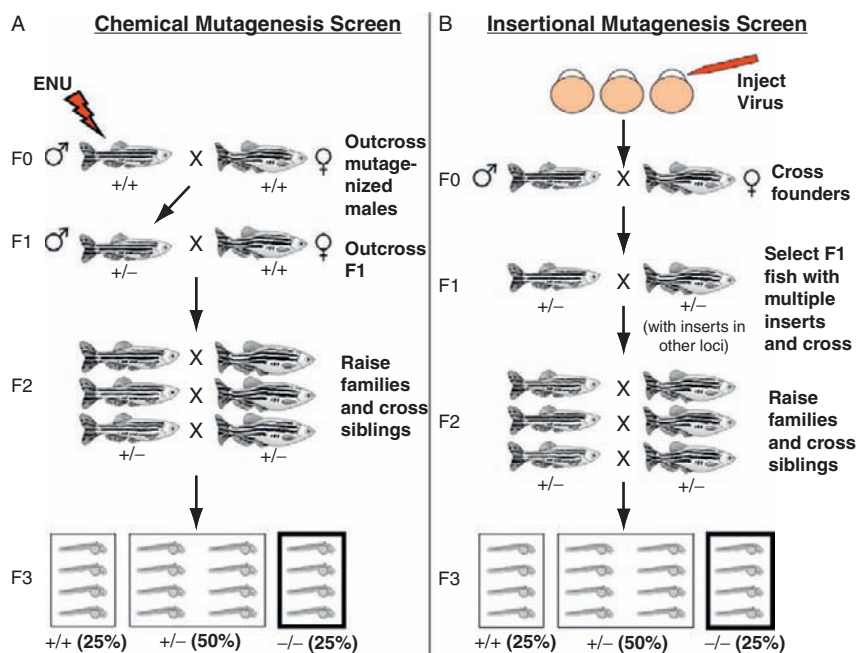 A
Chemical Mutagenesis Screen
ENU
F0
♂
X
♀
Outcross
mutage-
nized
males
+/+
+/+
F1
♂
X
♀
Outcross
F1
+/−
+/+
F2
X
X
X
Raise
families
and cross
siblings
+/−
+/−
F3
+/+ (25%)
+/− (50%)
−/− (25%)
B
Insertional Mutagenesis Screen
Inject
Virus
F0
♂
X
♀
Cross
founders
F1
X
Select F1
fish with
multiple
inserts
and cross
+/−
+/−
(with inserts in
other loci)
F2
X
X
X
Raise
families
and cross
siblings
+/−
+/−
F3
+/+ (25%)
+/− (50%)
−/− (25%)